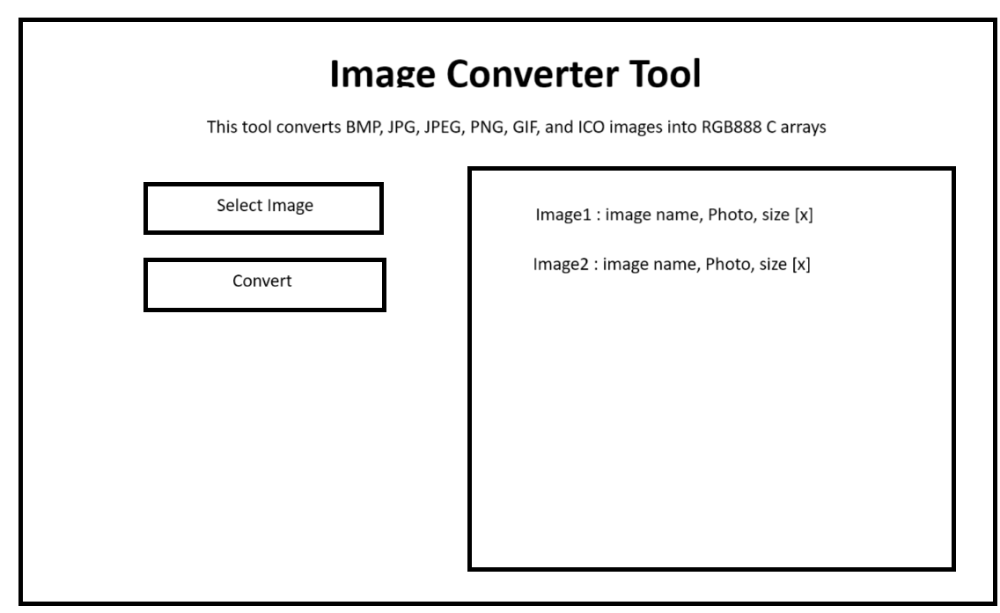 Image Converter Tool
This tool converts BMP, JPG, JPEG, PNG, GIF, and ICO images into RGB888 C arrays
Select Image
Convert
Image1 : image name, Photo, size [x]
Image2 : image name, Photo, size [x]